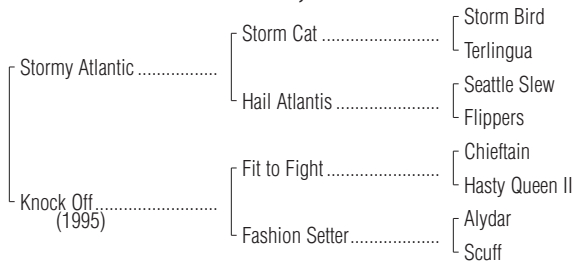 Storm Bird
Storm Cat ........................
Terlingua
Stormy Atlantic ................
Seattle Slew
Hail Atlantis .....................
Flippers
Chieftain
Fit to Fight .......................
Hasty Queen II
Knock Off.........................
(1995)
Alydar
Fashion Setter..................
Scuff